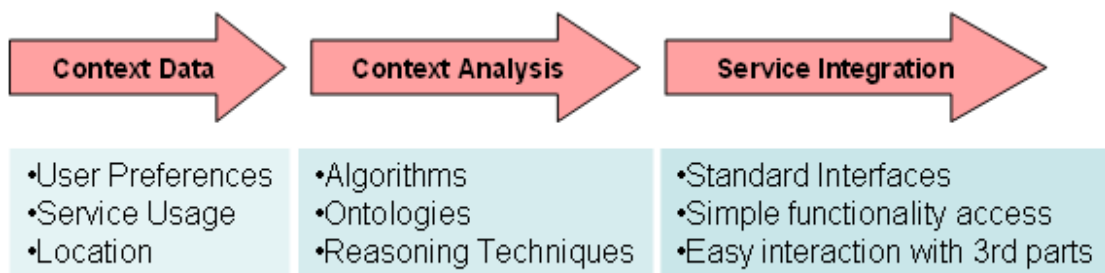 Context Data
Context Analysis
Service Integration
•User Preferences
•Service Usage
•Location
•Algorithms
•Ontologies
•Reasoning Techniques
•Standard Interfaces
•Simple functionality access
•Easy interaction with 3rd parts